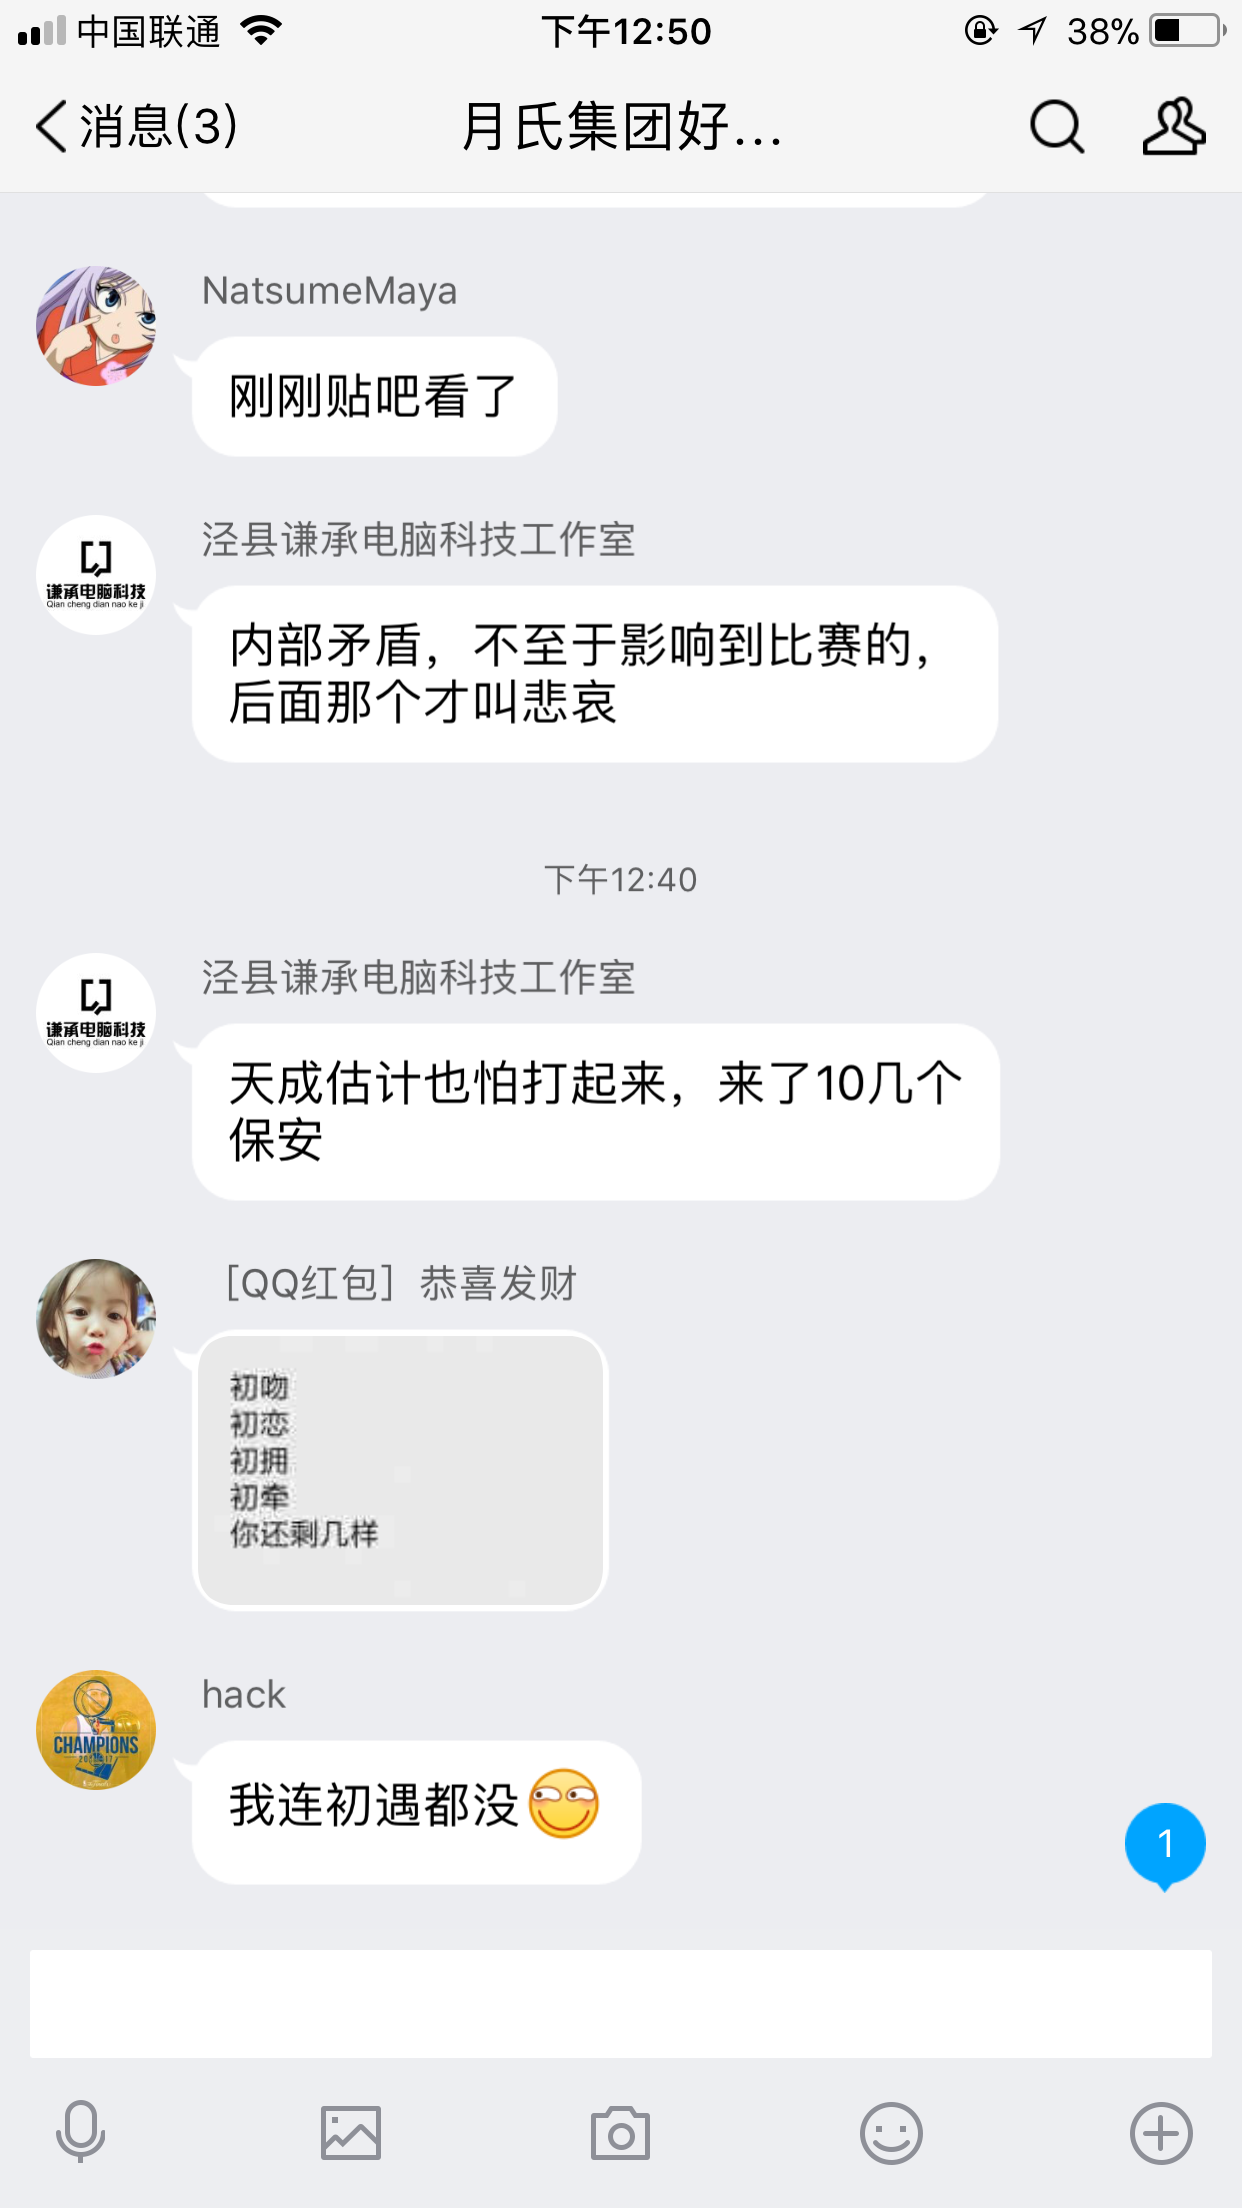 中国联通
下午12:50
38%
消息(3)
月氏集团好...
NatsumeMaya
刚刚贴吧看了
泾县谦承电脑科技工作室
谦承电脑科技
Qian cheng dian nao ke ji
内部矛盾，不至于影响到比赛的，
后面那个才叫悲哀
下午12:40
泾县谦承电脑科技工作室
谦承电脑科技
Qian cheng dian nao ke ji
天成估计也怕打起来，来了10几个
保安
［QQ红包］恭喜发财
初吻
初恋
初拥
初牵
你还剩几样
hack
CHAMPIONS
我连初遇都没
1